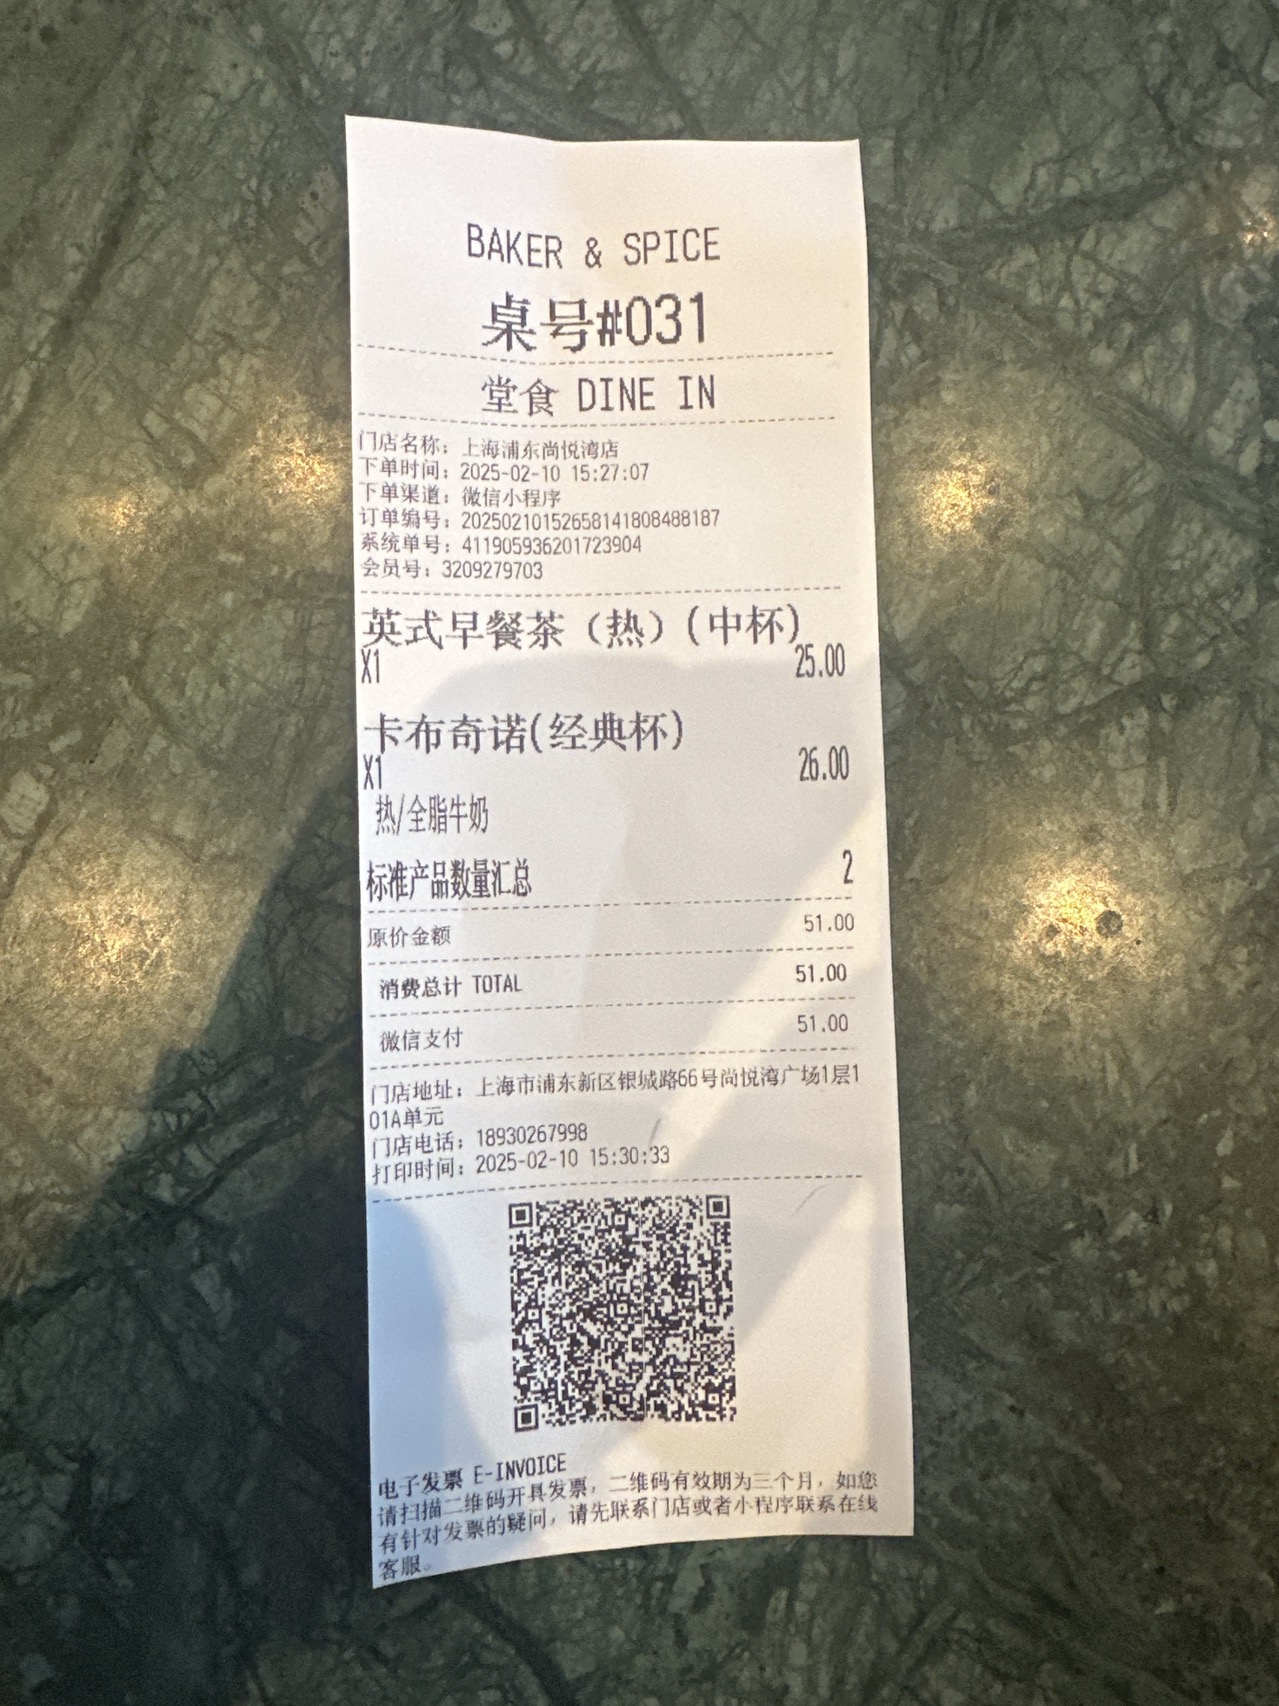 BAKER & SPICE
桌号#031
堂食 DINE IN
门店名称：上海浦东尚悦湾店
下单时间：2025-02-10 15:27:07
下单渠道：微信小程序
订单编号：20250210152658141808488187
系统单号：411905936201723904
会员号：3209279703
英式早餐茶（热）(中杯)
X1 25.00
卡布奇诺(经典杯)
X1 26.00
热/全脂牛奶
标准产品数量汇总 2
原价金额 51.00
消费总计 TOTAL 51.00
微信支付 51.00
门店地址：上海市浦东新区银城路66号尚悦湾广场1层1
01A单元
门店电话：18930267998
打印时间：2025-02-10 15:30:33
电子发票 E-INVOICE
请扫描二维码开具发票，二维码有效期为三个月，如您
有针对发票的疑问，请先联系门店或者小程序联系在线
客服。